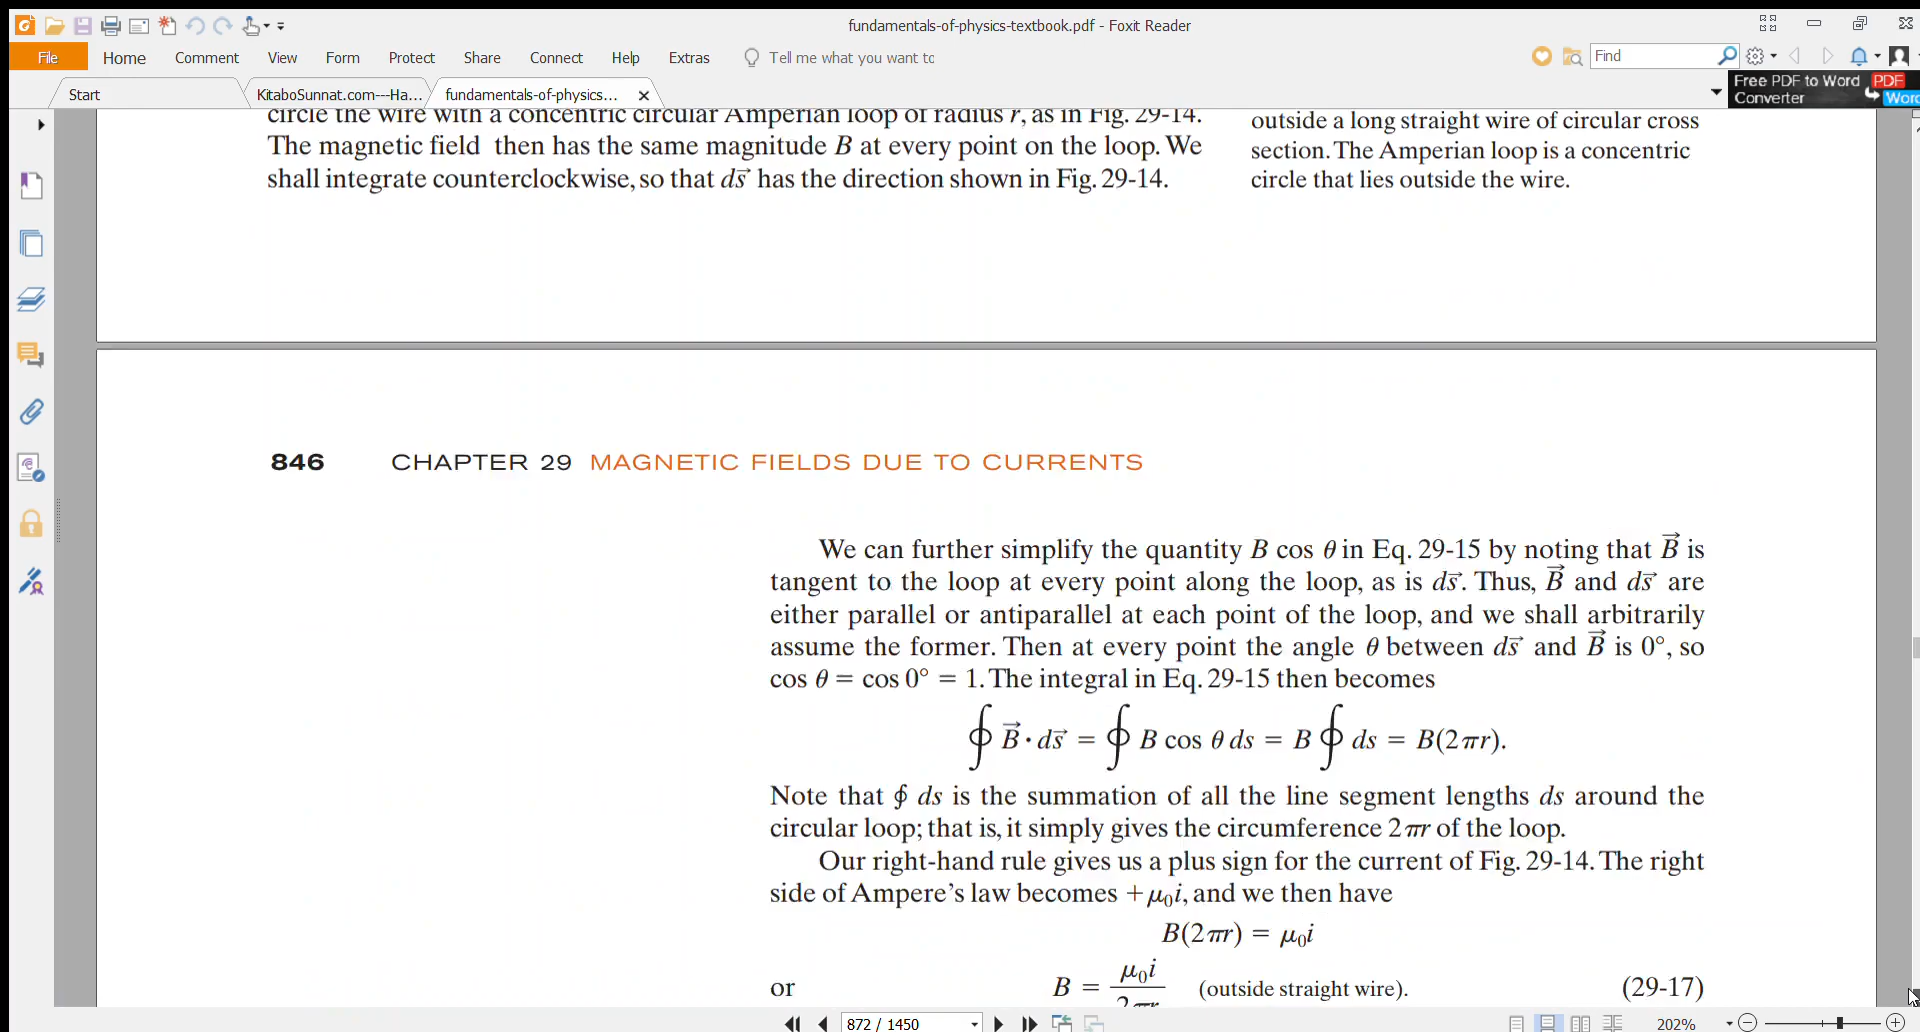 fundamentals-of-physics-textbook.pdf - Foxit Reader
File Home Comment View Form Protect Share Connect Help Extras Tell me what you want to Find
Start KitaboSunnat.com---Ha... fundamentals-of-physics...
Free PDF to Word PDF
Converter Word
circle the wire with a concentric circular Amperian loop of radius r, as in Fig. 29-14.
The magnetic field then has the same magnitude B at every point on the loop. We
shall integrate counterclockwise, so that ds⃗ has the direction shown in Fig. 29-14.
outside a long straight wire of circular cross
section. The Amperian loop is a concentric
circle that lies outside the wire.
846 CHAPTER 29 MAGNETIC FIELDS DUE TO CURRENTS
We can further simplify the quantity B cos θ in Eq. 29-15 by noting that B⃗ is
tangent to the loop at every point along the loop, as is ds⃗. Thus, B⃗ and ds⃗ are
either parallel or antiparallel at each point of the loop, and we shall arbitrarily
assume the former. Then at every point the angle θ between ds⃗ and B⃗ is 0°, so
cos θ = cos 0° = 1. The integral in Eq. 29-15 then becomes
∮ B⃗ · ds⃗ = ∮ B cos θ ds = B ∮ ds = B(2πr).
Note that ∮ ds is the summation of all the line segment lengths ds around the
circular loop; that is, it simply gives the circumference 2πr of the loop.
Our right-hand rule gives us a plus sign for the current of Fig. 29-14. The right
side of Ampere's law becomes +μ₀i, and we then have
B(2πr) = μ₀i
or B = μ₀i / 2πr (outside straight wire). (29-17)
872 / 1450 202%